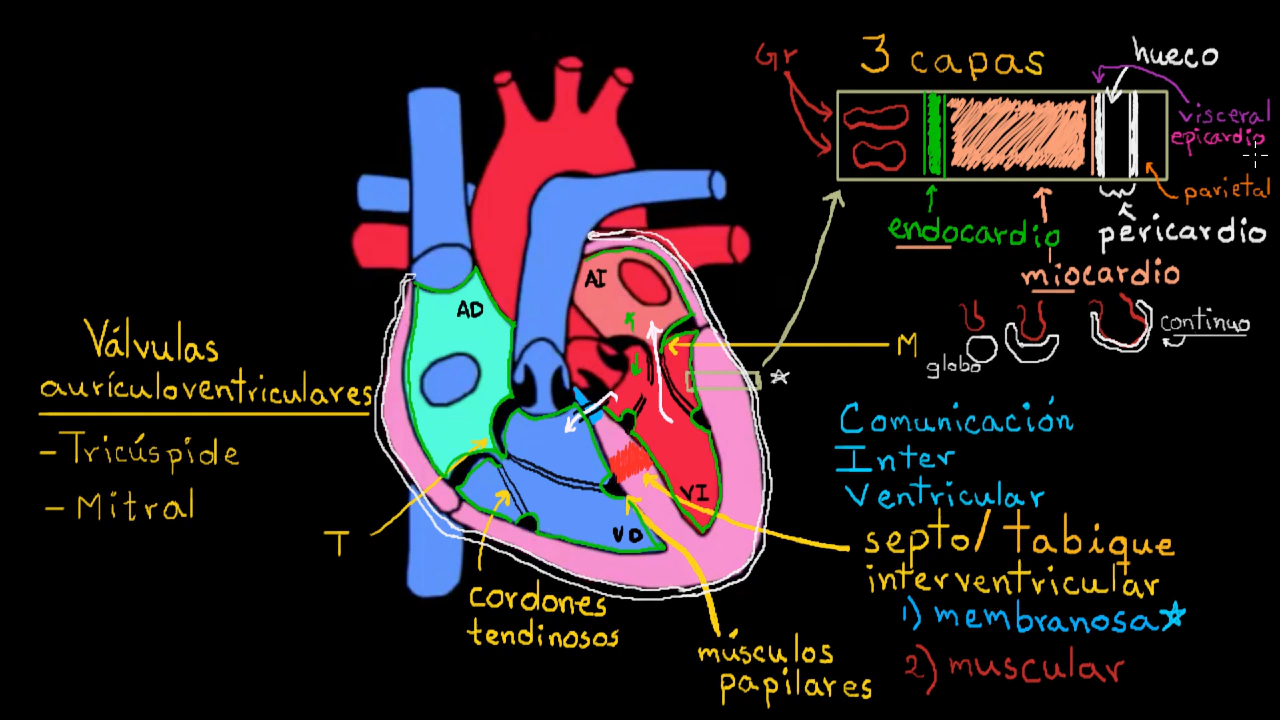 Gr
3 capas
hueco
visceral
epicardio
parietal
endocardio
pericardio
miocardio
AI
AD
continuo
M
globo
Válvulas
aurículoventriculares
- Tricúspide
- Mitral
Comunicación
Inter
Ventricular
VI
VD
T
septo/tabique
interventricular
1) membranosa
2) muscular
cordones
tendinosos
músculos
papilares